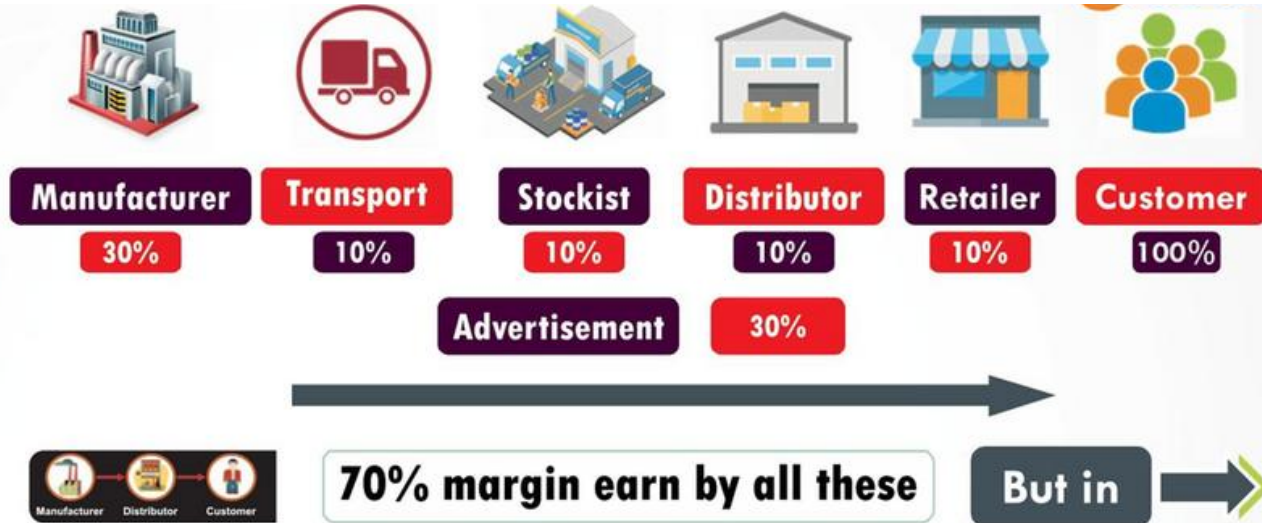 Manufacturer Transport Stockist Distributor Retailer Customer
30% 10% 10% 10% 10% 100%
Advertisement 30%
70% margin earn by all these But in
Manufacturer Distributor Customer